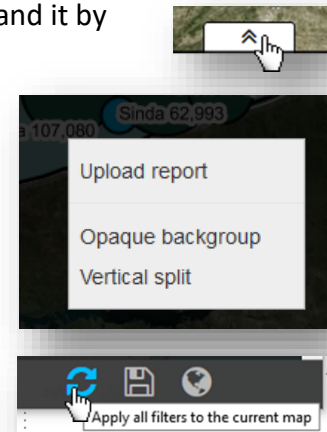 and it by
Sinda 62,993
107,080
Upload report
Opaque backgroup
Vertical split
Apply all filters to the current map